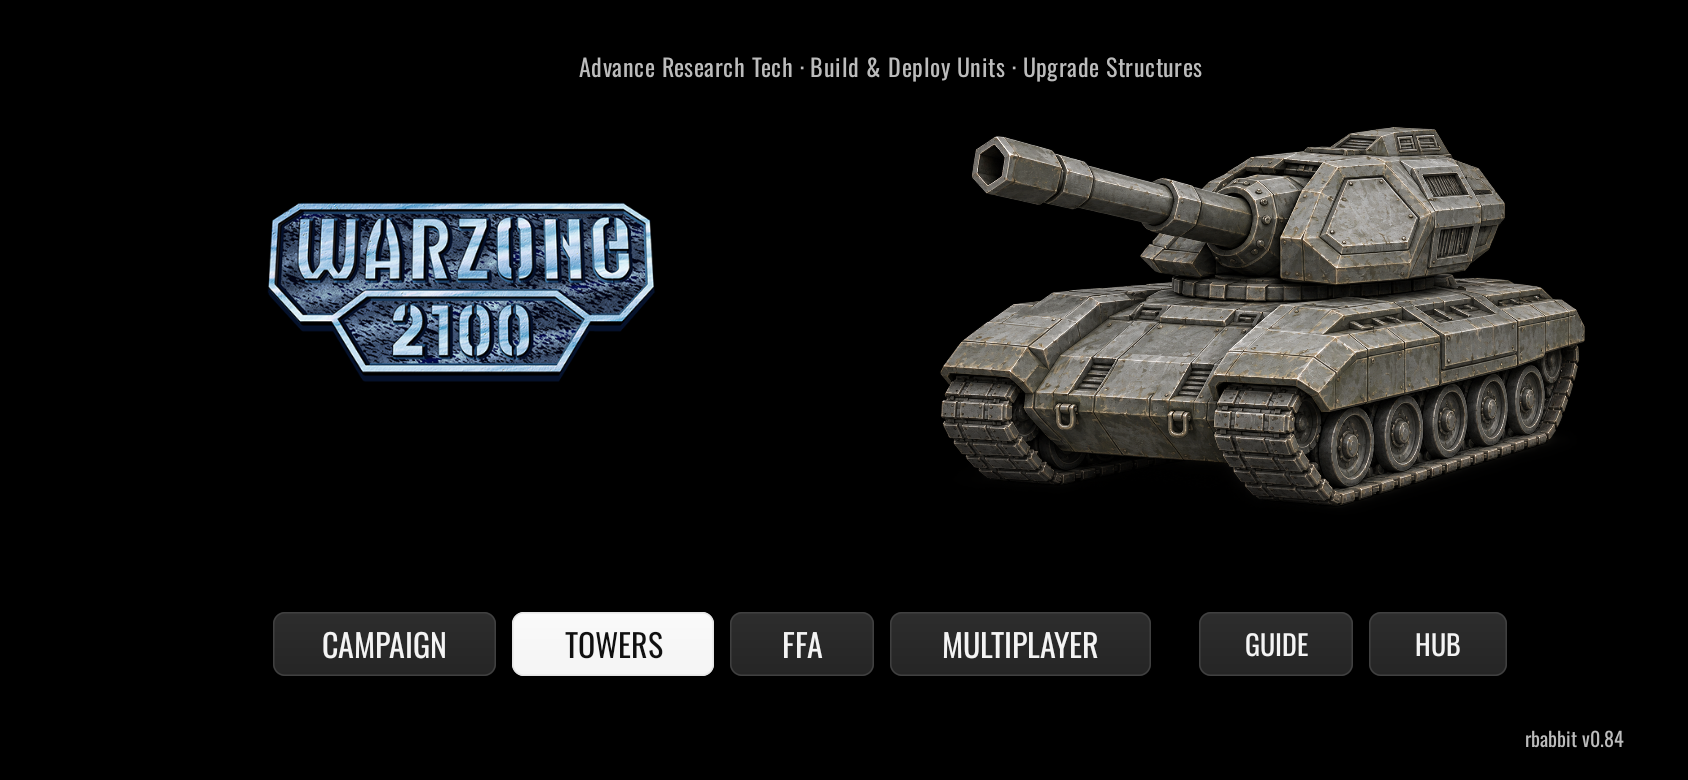 Advance Research Tech · Build & Deploy Units · Upgrade Structures
WARZONE
2100
CAMPAIGN
TOWERS
FFA
MULTIPLAYER
GUIDE
HUB
rbabbit v0.84